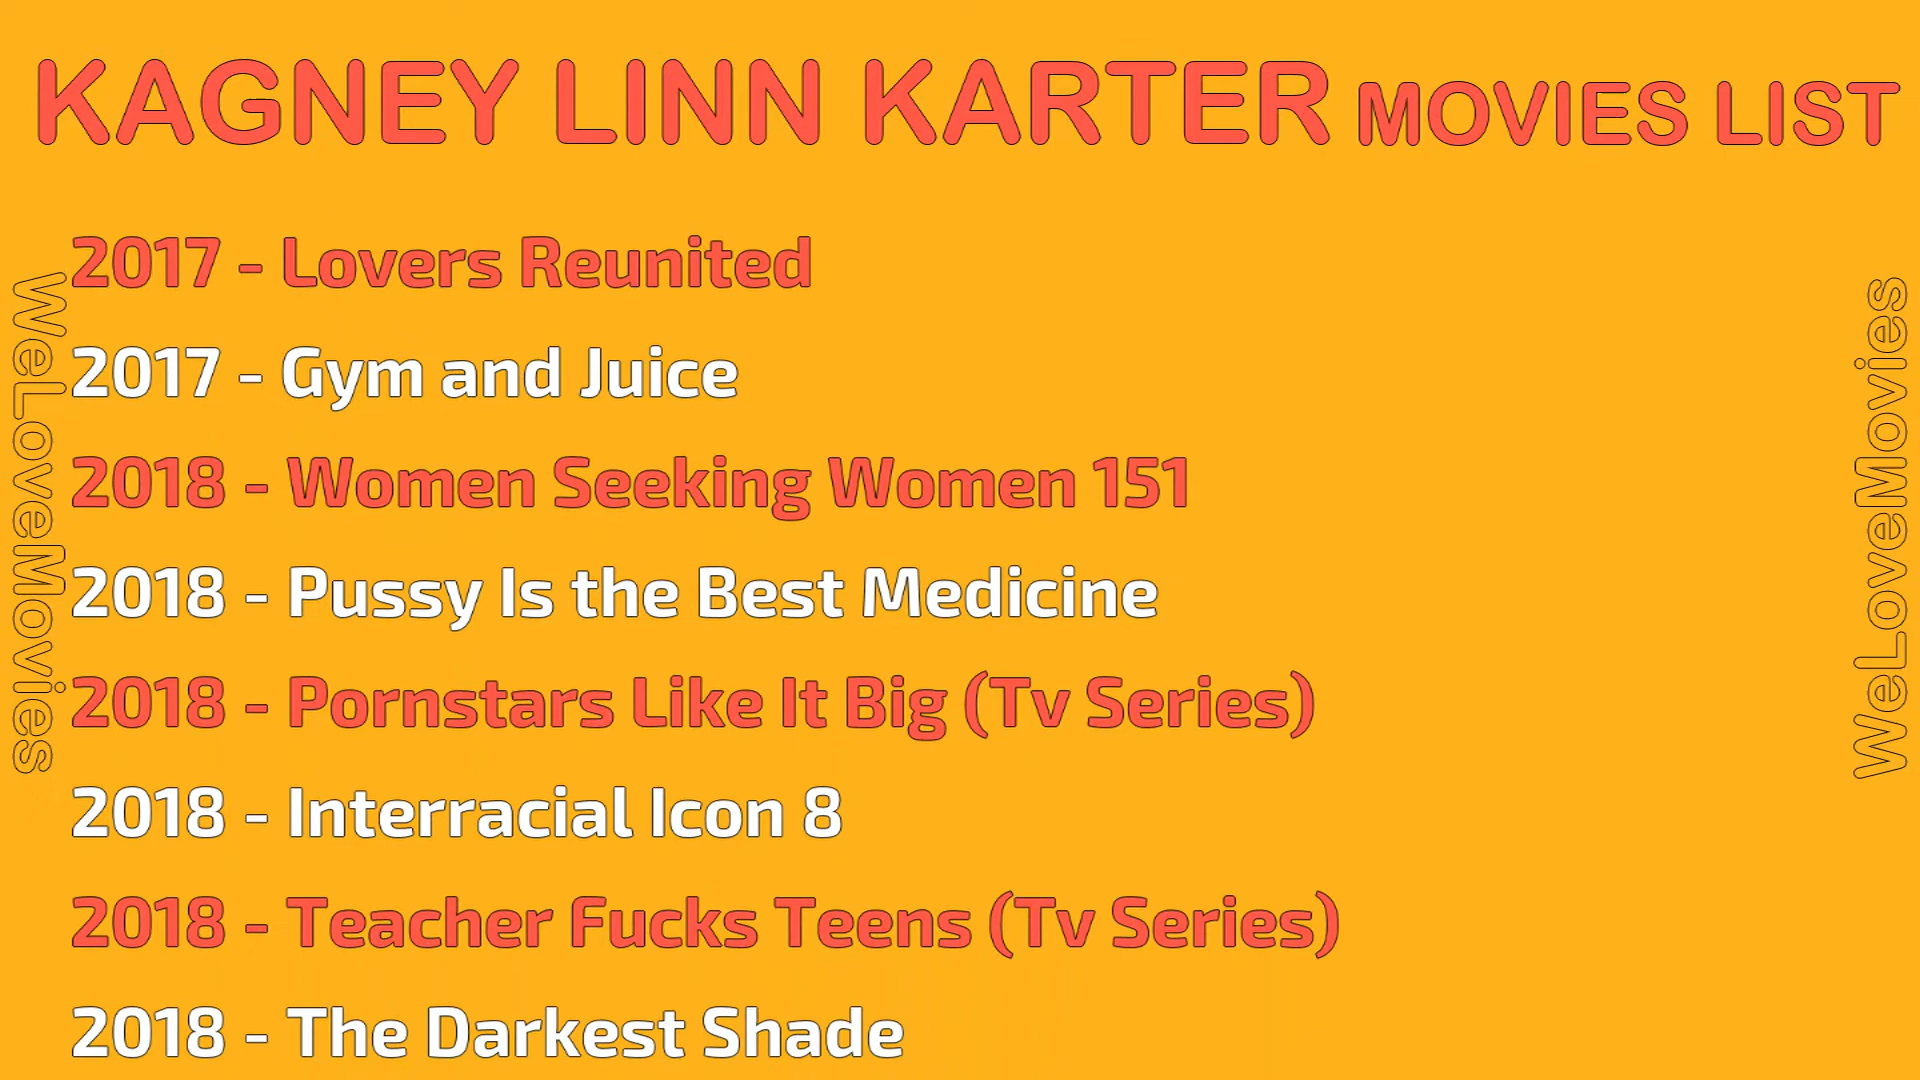 KAGNEY LINN KARTER MOVIES LIST
2017 - Lovers Reunited
2017 - Gym and Juice
2018 - Women Seeking Women 151
2018 - Pussy Is the Best Medicine
2018 - Pornstars Like It Big (Tv Series)
2018 - Interracial Icon 8
2018 - Teacher Fucks Teens (Tv Series)
2018 - The Darkest Shade
WeLoveMovies
WeLoveMovies